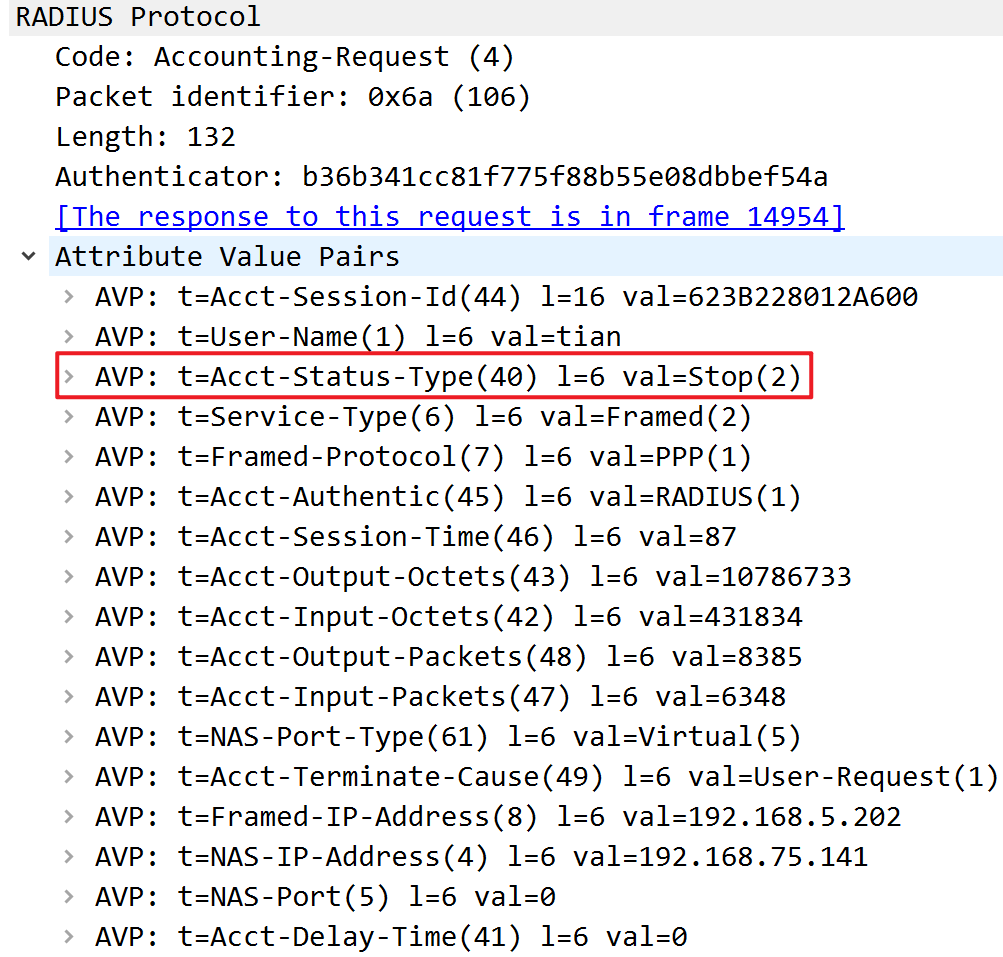 RADIUS Protocol
Code: Accounting-Request (4)
Packet identifier: 0x6a (106)
Length: 132
Authenticator: b36b341cc81f775f88b55e08dbbef54a
[The response to this request is in frame 14954]
Attribute Value Pairs
AVP: t=Acct-Session-Id(44) l=16 val=623B228012A600
AVP: t=User-Name(1) l=6 val=tian
AVP: t=Acct-Status-Type(40) l=6 val=Stop(2)
AVP: t=Service-Type(6) l=6 val=Framed(2)
AVP: t=Framed-Protocol(7) l=6 val=PPP(1)
AVP: t=Acct-Authentic(45) l=6 val=RADIUS(1)
AVP: t=Acct-Session-Time(46) l=6 val=87
AVP: t=Acct-Output-Octets(43) l=6 val=10786733
AVP: t=Acct-Input-Octets(42) l=6 val=431834
AVP: t=Acct-Output-Packets(48) l=6 val=8385
AVP: t=Acct-Input-Packets(47) l=6 val=6348
AVP: t=NAS-Port-Type(61) l=6 val=Virtual(5)
AVP: t=Acct-Terminate-Cause(49) l=6 val=User-Request(1)
AVP: t=Framed-IP-Address(8) l=6 val=192.168.5.202
AVP: t=NAS-IP-Address(4) l=6 val=192.168.75.141
AVP: t=NAS-Port(5) l=6 val=0
AVP: t=Acct-Delay-Time(41) l=6 val=0